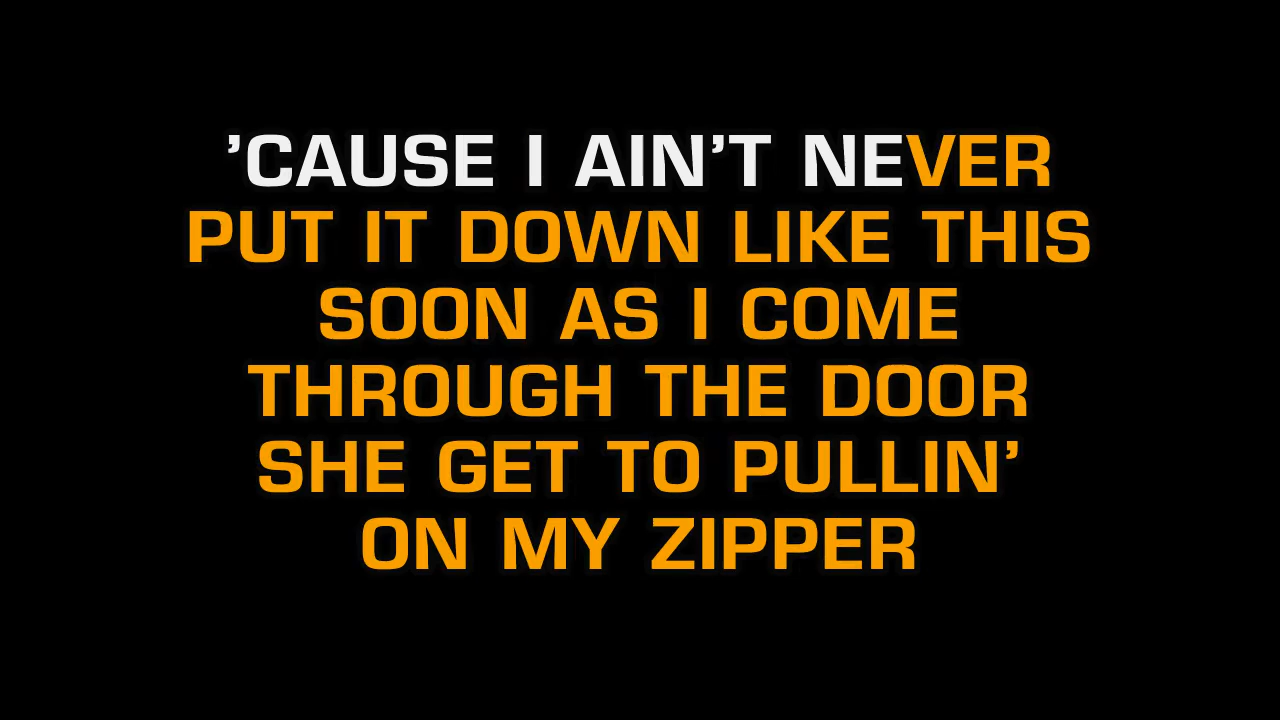 ’CAUSE I AIN’T NEVER
PUT IT DOWN LIKE THIS
SOON AS I COME
THROUGH THE DOOR
SHE GET TO PULLIN’
ON MY ZIPPER